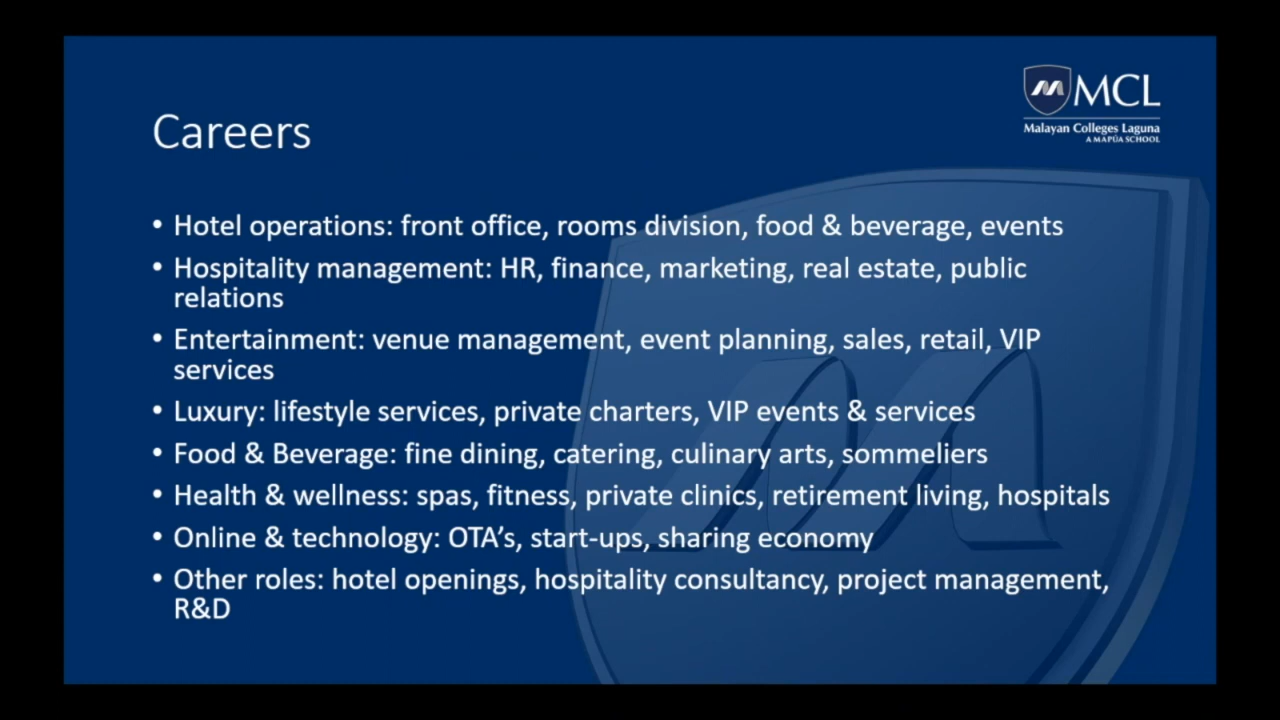 MCL
Malayan Colleges Laguna
A MAPÚA SCHOOL
Careers
• Hotel operations: front office, rooms division, food & beverage, events
• Hospitality management: HR, finance, marketing, real estate, public
relations
• Entertainment: venue management, event planning, sales, retail, VIP
services
• Luxury: lifestyle services, private charters, VIP events & services
• Food & Beverage: fine dining, catering, culinary arts, sommeliers
• Health & wellness: spas, fitness, private clinics, retirement living, hospitals
• Online & technology: OTA’s, start-ups, sharing economy
• Other roles: hotel openings, hospitality consultancy, project management,
R&D